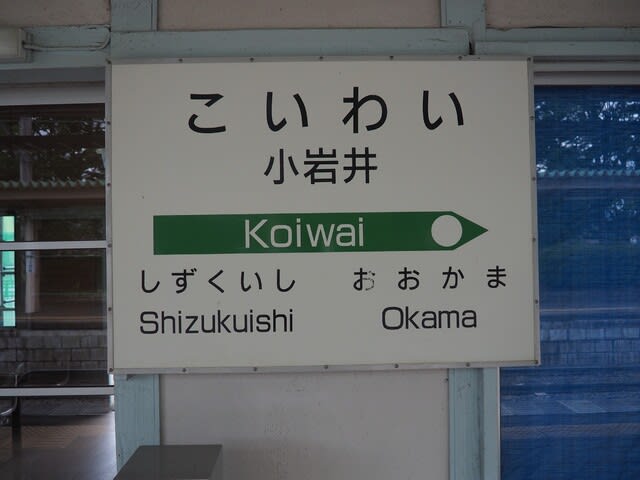 こいわい
小岩井
Koiwai
しずくいし おおかま
Shizukuishi Okama